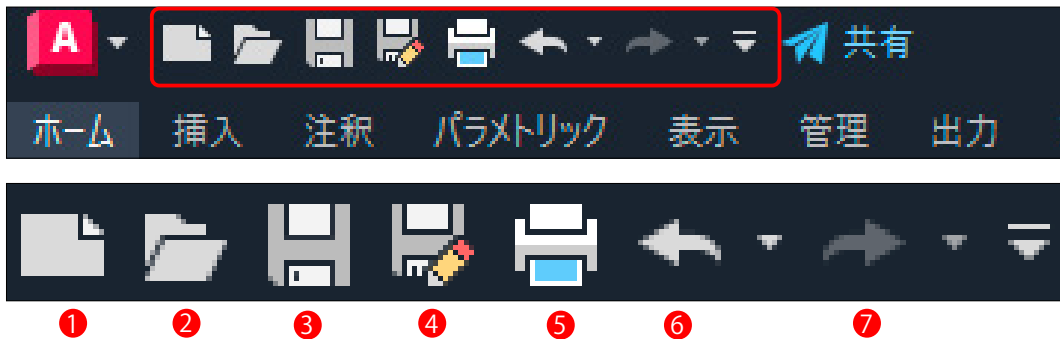 A 共有
ホーム 挿入 注釈 パラメトリック 表示 管理 出力
❶ ❷ ❸ ❹ ❺ ❻ ❼